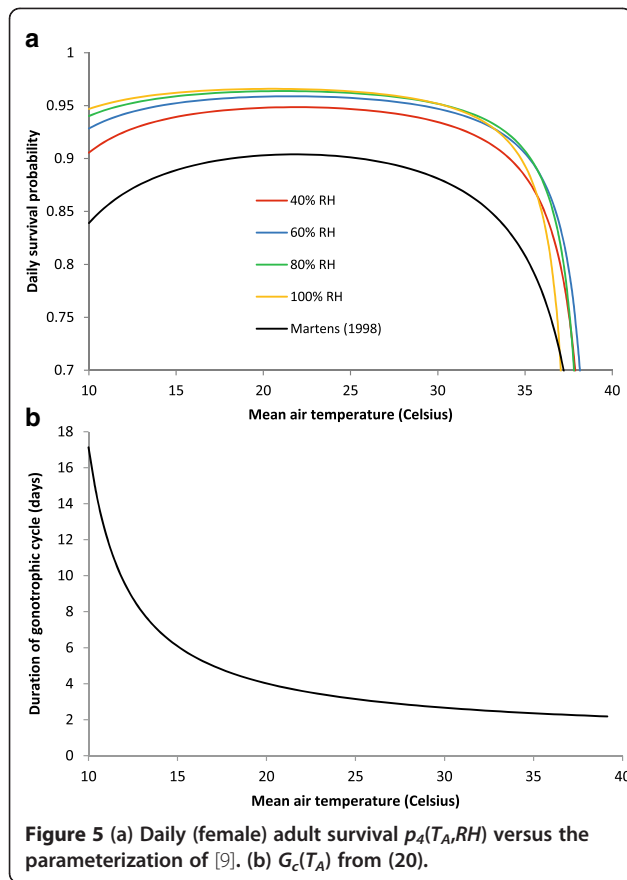 a
1
0.95
0.9
0.85
0.8
0.75
0.7
Daily survival probability
40% RH
60% RH
80% RH
100% RH
Martens (1998)
10
15
20
25
30
35
40
Mean air temperature (Celsius)
b
18
16
14
12
10
8
6
4
2
0
Duration of gonotrophic cycle (days)
10
15
20
25
30
35
40
Mean air temperature (Celsius)
Figure 5 (a) Daily (female) adult survival p₄(T_A,RH) versus the
parameterization of [9]. (b) G_c(T_A) from (20).